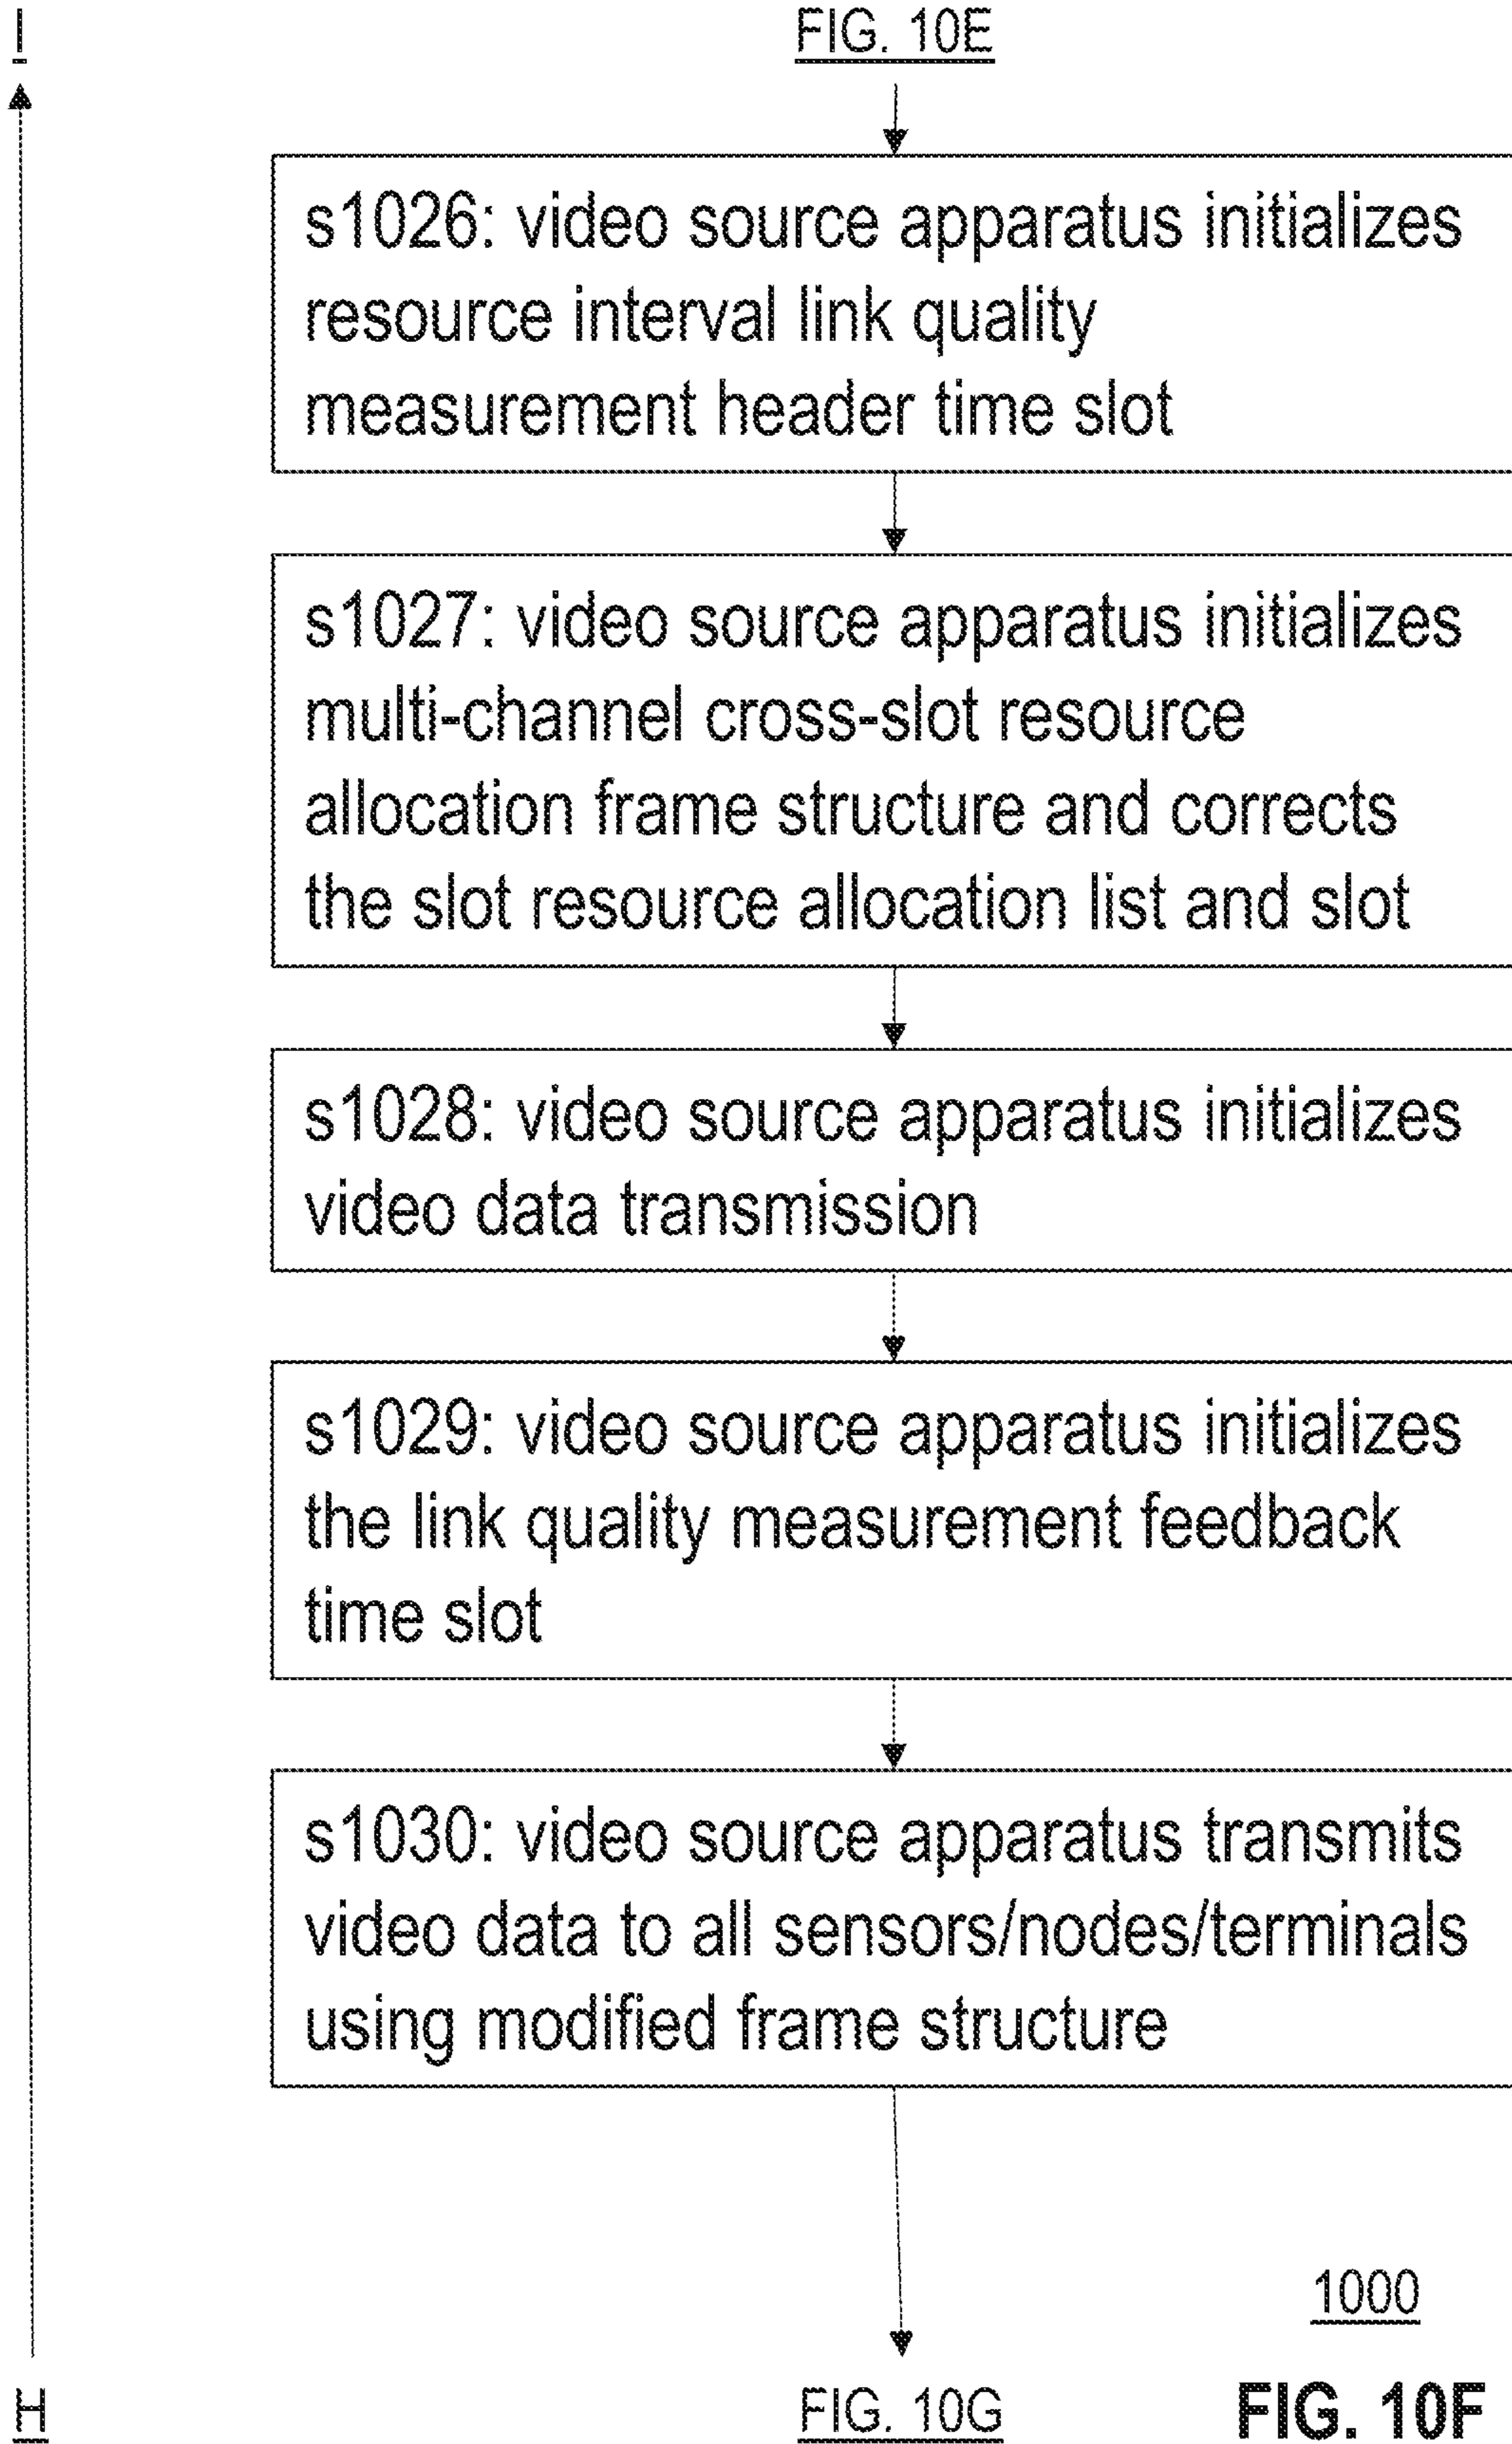 I
FIG. 10E
s1026: video source apparatus initializes
resource interval link quality
measurement header time slot
s1027: video source apparatus initializes
multi-channel cross-slot resource
allocation frame structure and corrects
the slot resource allocation list and slot
s1028: video source apparatus initializes
video data transmission
s1029: video source apparatus initializes
the link quality measurement feedback
time slot
s1030: video source apparatus transmits
video data to all sensors/nodes/terminals
using modified frame structure
1000
H
FIG. 10G
FIG. 10F